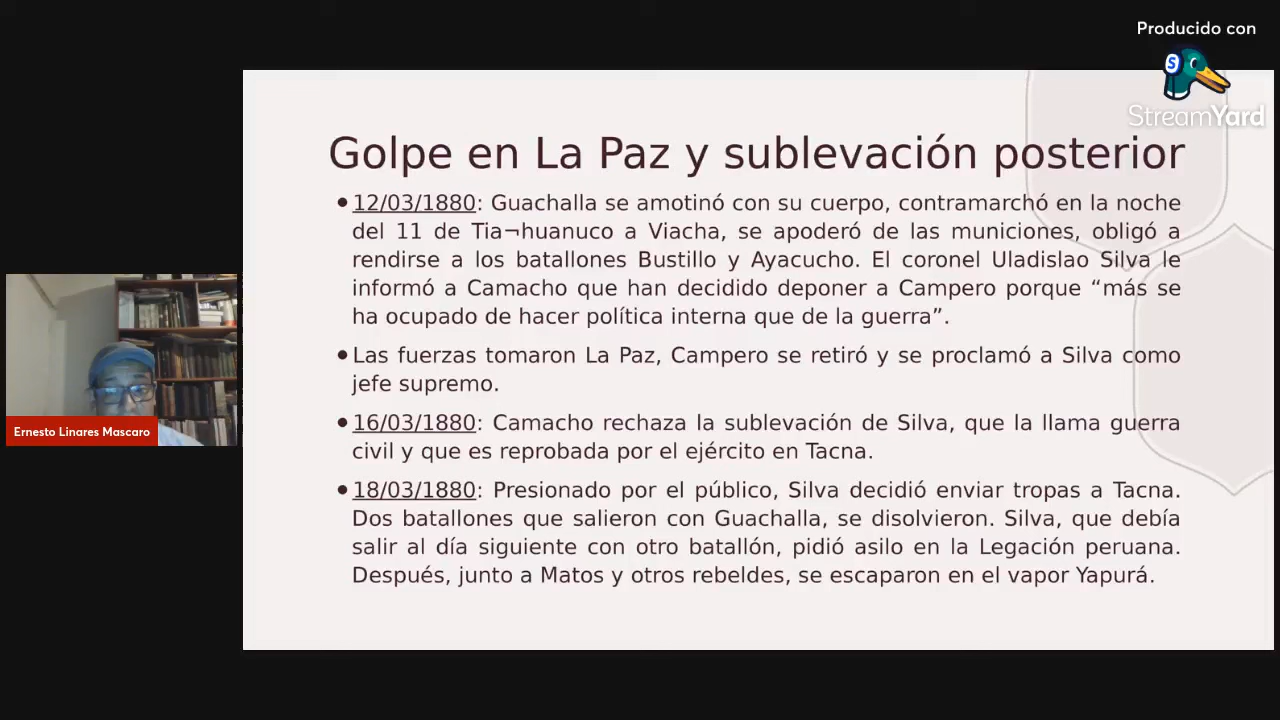 Producido con
StreamYard
Golpe en La Paz y sublevación posterior
•12/03/1880: Guachalla se amotinó con su cuerpo, contramarchó en la noche
del 11 de Tia¬huanuco a Viacha, se apoderó de las municiones, obligó a
rendirse a los batallones Bustillo y Ayacucho. El coronel Uladislao Silva le
informó a Camacho que han decidido deponer a Campero porque “más se
ha ocupado de hacer política interna que de la guerra”.
•Las fuerzas tomaron La Paz, Campero se retiró y se proclamó a Silva como
jefe supremo.
•16/03/1880: Camacho rechaza la sublevación de Silva, que la llama guerra
civil y que es reprobada por el ejército en Tacna.
•18/03/1880: Presionado por el público, Silva decidió enviar tropas a Tacna.
Dos batallones que salieron con Guachalla, se disolvieron. Silva, que debía
salir al día siguiente con otro batallón, pidió asilo en la Legación peruana.
Después, junto a Matos y otros rebeldes, se escaparon en el vapor Yapurá.
Ernesto Linares Mascaro